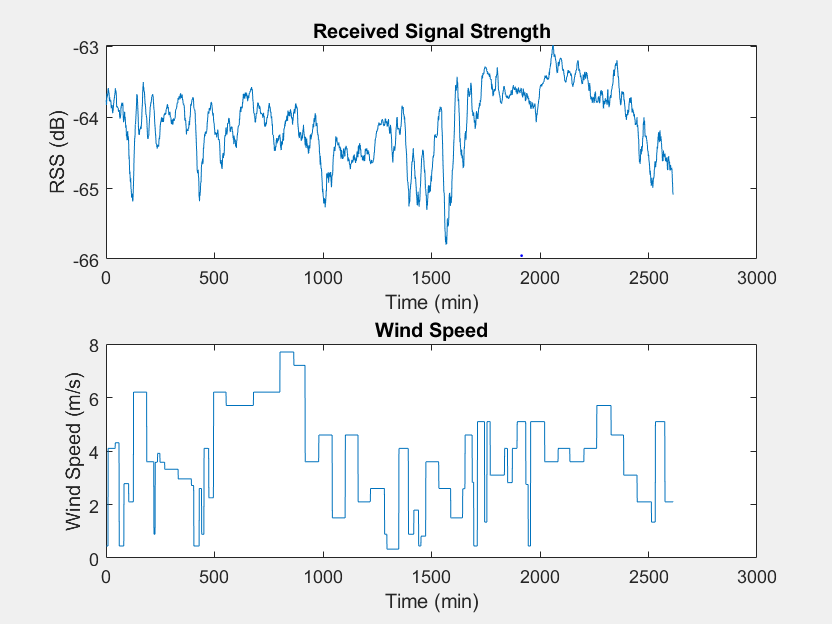 Received Signal Strength
-63
-64
-65
-66
RSS (dB)
0 500 1000 1500 2000 2500 3000
Time (min)
Wind Speed
8
6
4
2
0
Wind Speed (m/s)
0 500 1000 1500 2000 2500 3000
Time (min)